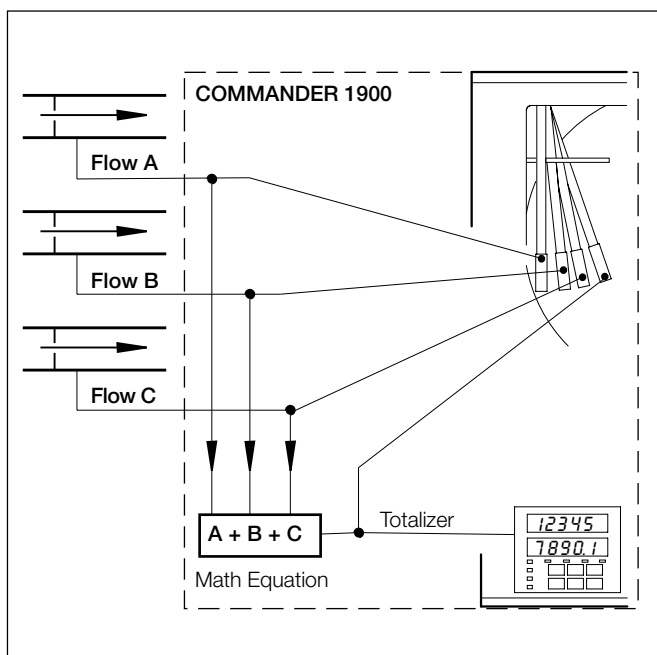 COMMANDER 1900
Flow A
Flow B
Flow C
A + B + C
Math Equation
Totalizer
12345
7890.1